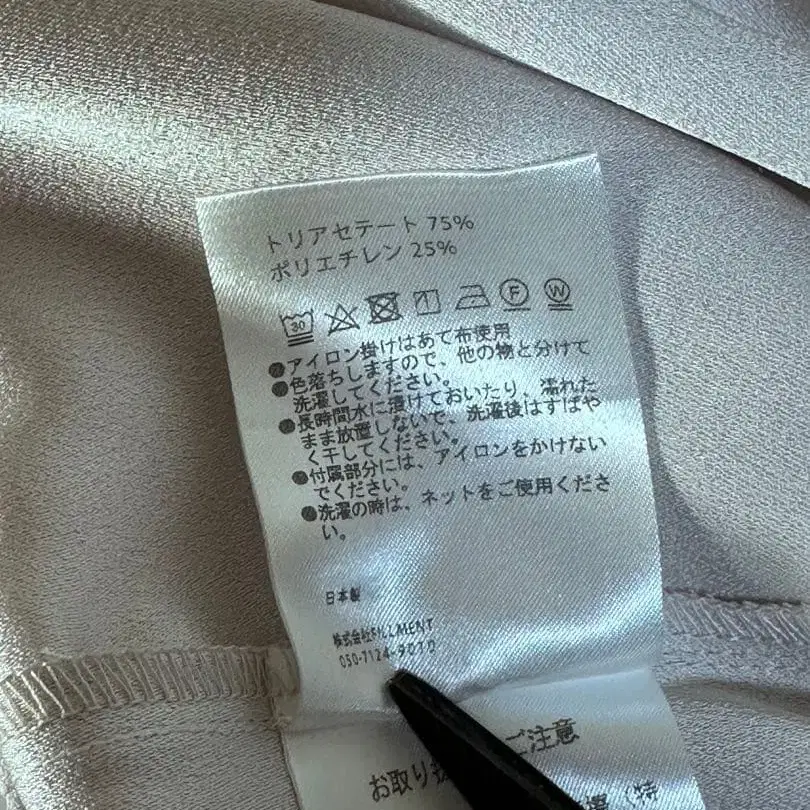 トリアセテート 75%
ポリエチレン 25%
30
F W
●アイロン掛けはあて布使用
●色落ちしますので、他の物と分けて
洗濯してください。
●長時間水に漬けておいたり、濡れた
まま放置しないで、洗濯後はすばや
く干してください。
●付属部分には、アイロンをかけない
でください。
●洗濯の時は、ネットをご使用くださ
い。
日本製
株式会社FILLMENT
050-7124-9070
お取り扱 ご注意
(特